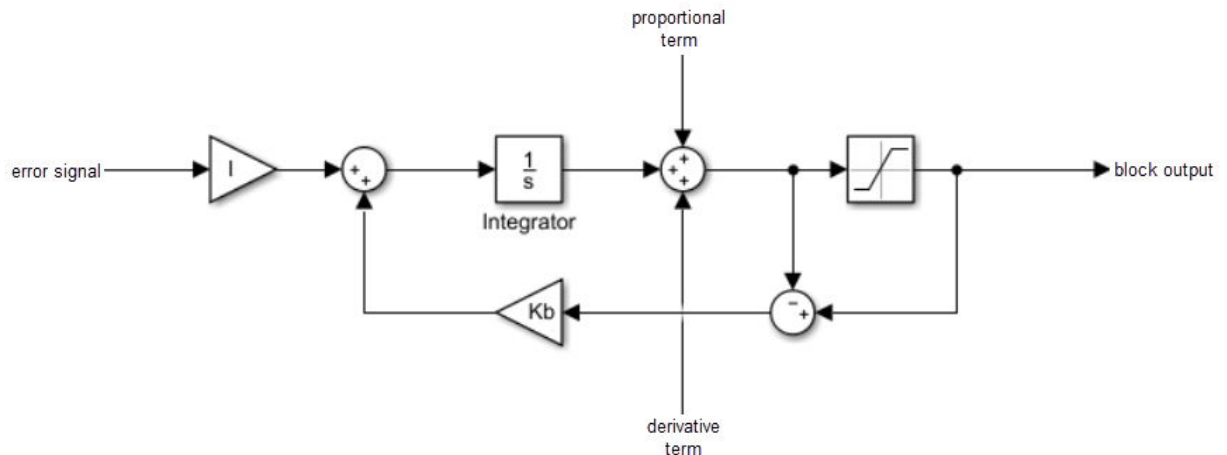 proportional
term
error signal
I
+
+
1
s
Integrator
+
+
+
block output
Kb
-
+
derivative
term